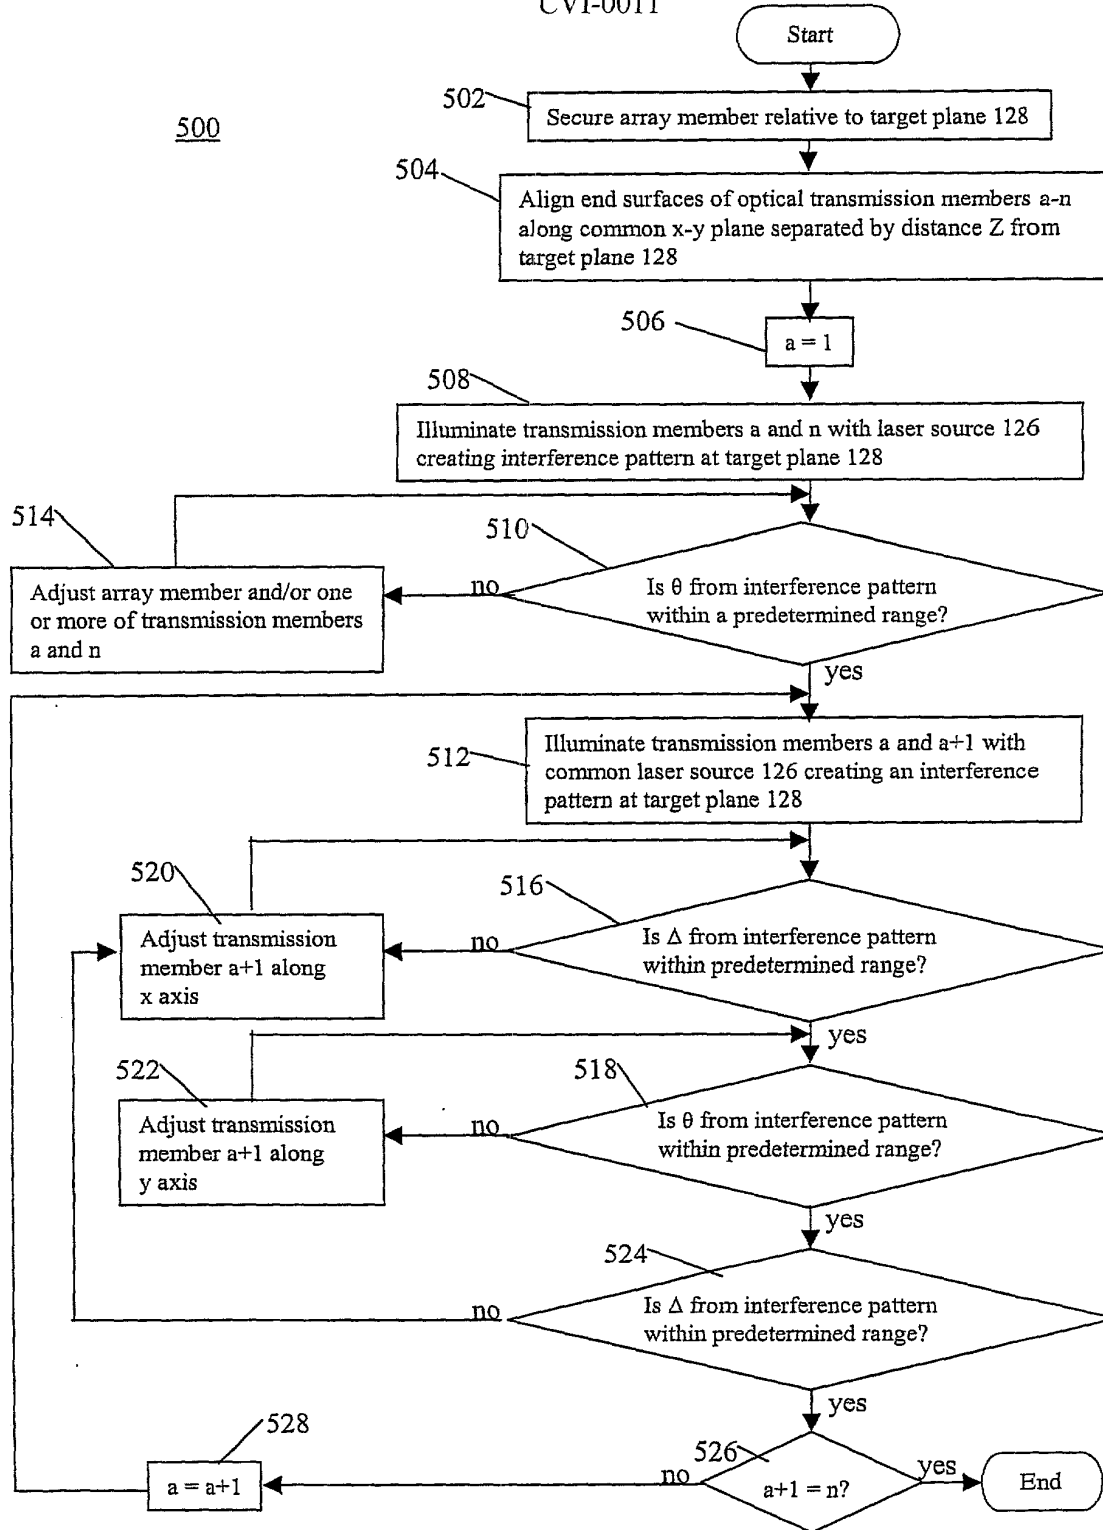 CVI-0011
Start
500
502
Secure array member relative to target plane 128
504
Align end surfaces of optical transmission members a-n
along common x-y plane separated by distance Z from
target plane 128
506
a = 1
508
Illuminate transmission members a and n with laser source 126
creating interference pattern at target plane 128
514
510
Adjust array member and/or one
or more of transmission members
a and n
no
Is θ from interference pattern
within a predetermined range?
yes
512
Illuminate transmission members a and a+1 with
common laser source 126 creating an interference
pattern at target plane 128
520
516
Adjust transmission
member a+1 along
x axis
no
Is Δ from interference pattern
within predetermined range?
yes
522
518
Adjust transmission
member a+1 along
y axis
no
Is θ from interference pattern
within predetermined range?
yes
524
no
Is Δ from interference pattern
within predetermined range?
yes
528
526
a = a+1
no
a+1 = n?
yes
End